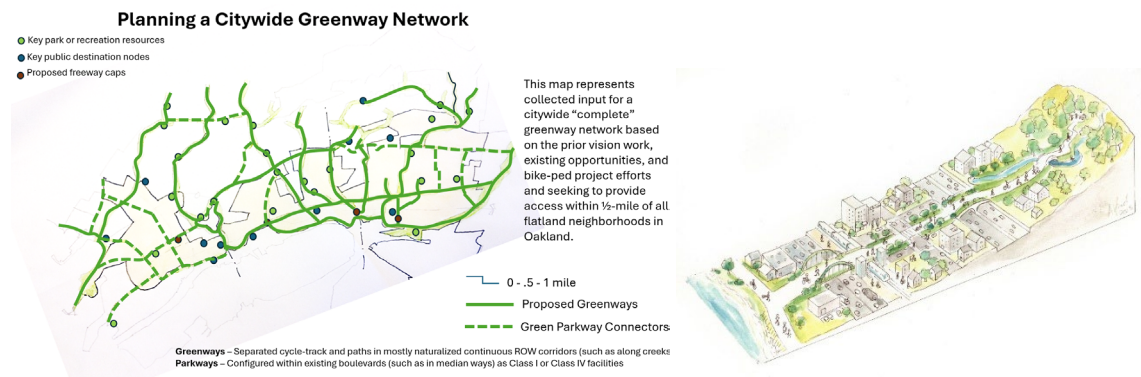 Planning a Citywide Greenway Network
Key park or recreation resources
Key public destination nodes
Proposed freeway caps
This map represents
collected input for a
citywide “complete”
greenway network based
on the prior vision work,
existing opportunities, and
bike-ped project efforts
and seeking to provide
access within ½-mile of all
flatland neighborhoods in
Oakland.
0 - .5 - 1 mile
Proposed Greenways
Green Parkway Connectors
Greenways – Separated cycle-track and paths in mostly naturalized continuous ROW corridors (such as along creeks
Parkways – Configured within existing boulevards (such as in median ways) as Class I or Class IV facilities